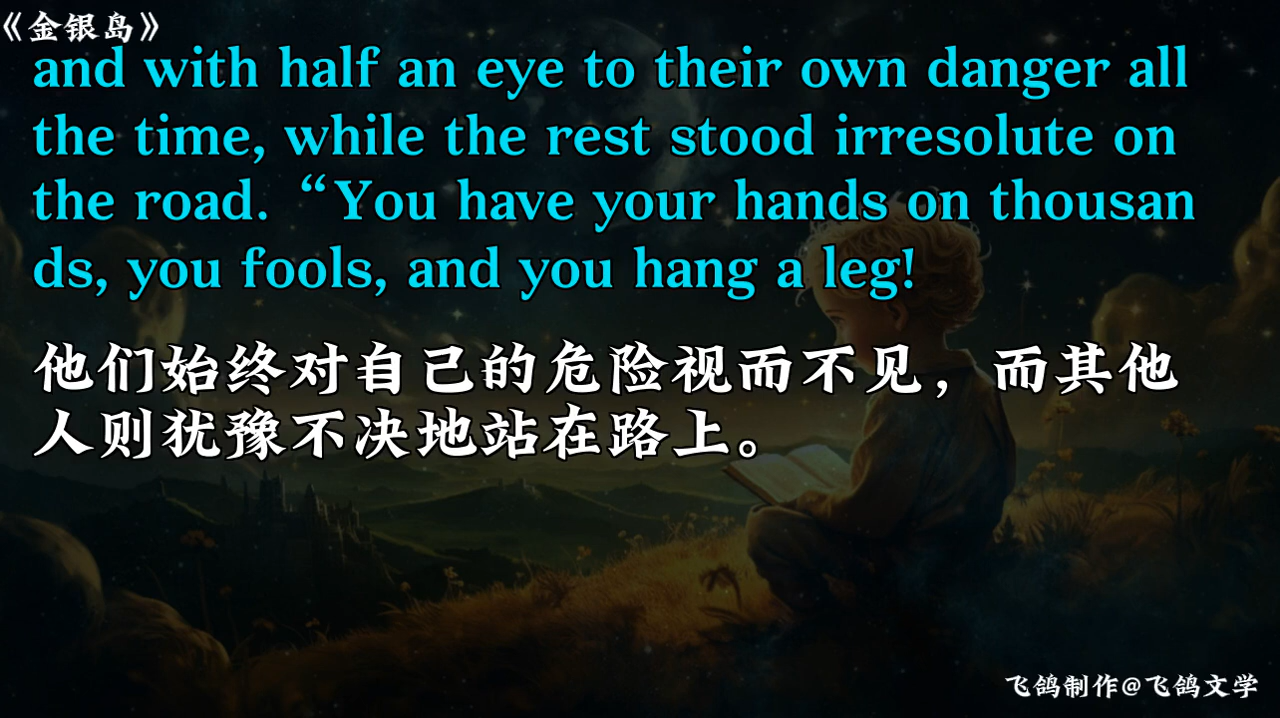 《金银岛》
and with half an eye to their own danger all
the time, while the rest stood irresolute on
the road. “You have your hands on thousan
ds, you fools, and you hang a leg!
他们始终对自己的危险视而不见，而其他
人则犹豫不决地站在路上。
飞鸽制作@飞鸽文学